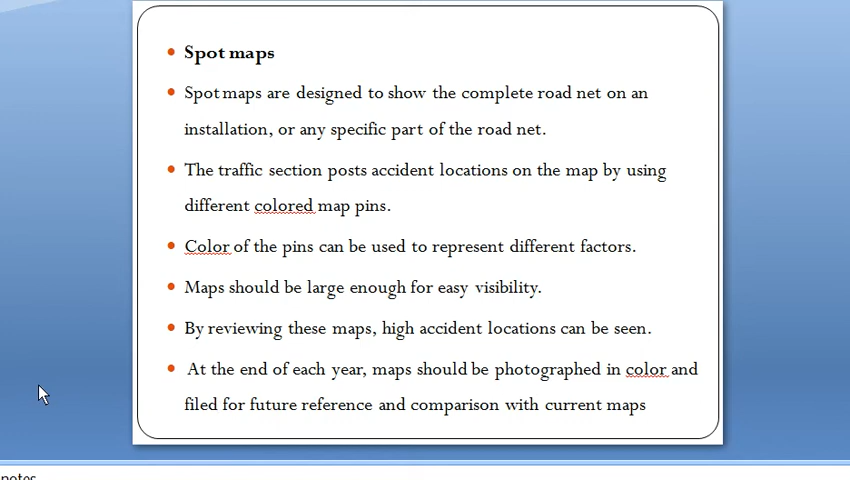 Spot maps
Spot maps are designed to show the complete road net on an
installation, or any specific part of the road net.
The traffic section posts accident locations on the map by using
different colored map pins.
Color of the pins can be used to represent different factors.
Maps should be large enough for easy visibility.
By reviewing these maps, high accident locations can be seen.
At the end of each year, maps should be photographed in color and
filed for future reference and comparison with current maps
notes